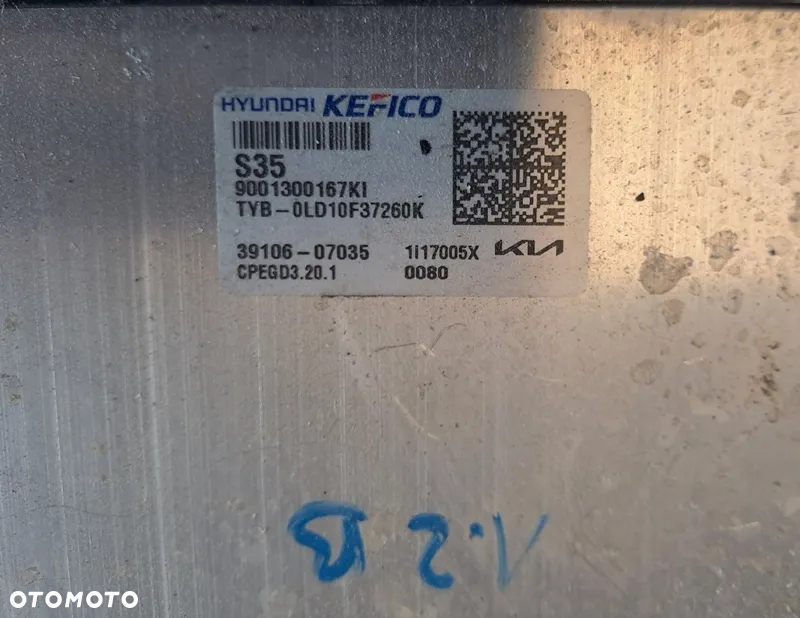 HYUNDAI KEFICO
S35
9001300167KI
TYB-0LD10F37260K
39106-07035 1i17005X KIA
CPEGD3.20.1 0080
1.2 B
OTOMOTO